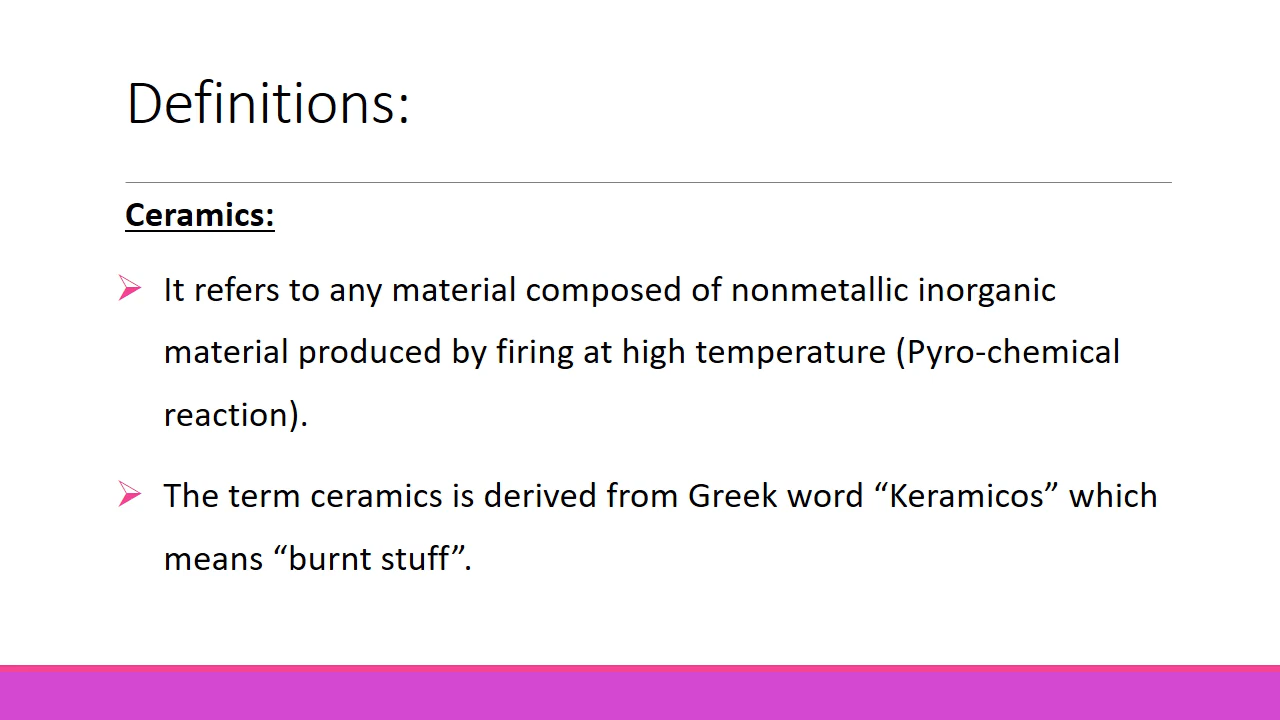 Definitions:
Ceramics:
It refers to any material composed of nonmetallic inorganic
material produced by firing at high temperature (Pyro-chemical
reaction).
The term ceramics is derived from Greek word “Keramicos” which
means “burnt stuff”.